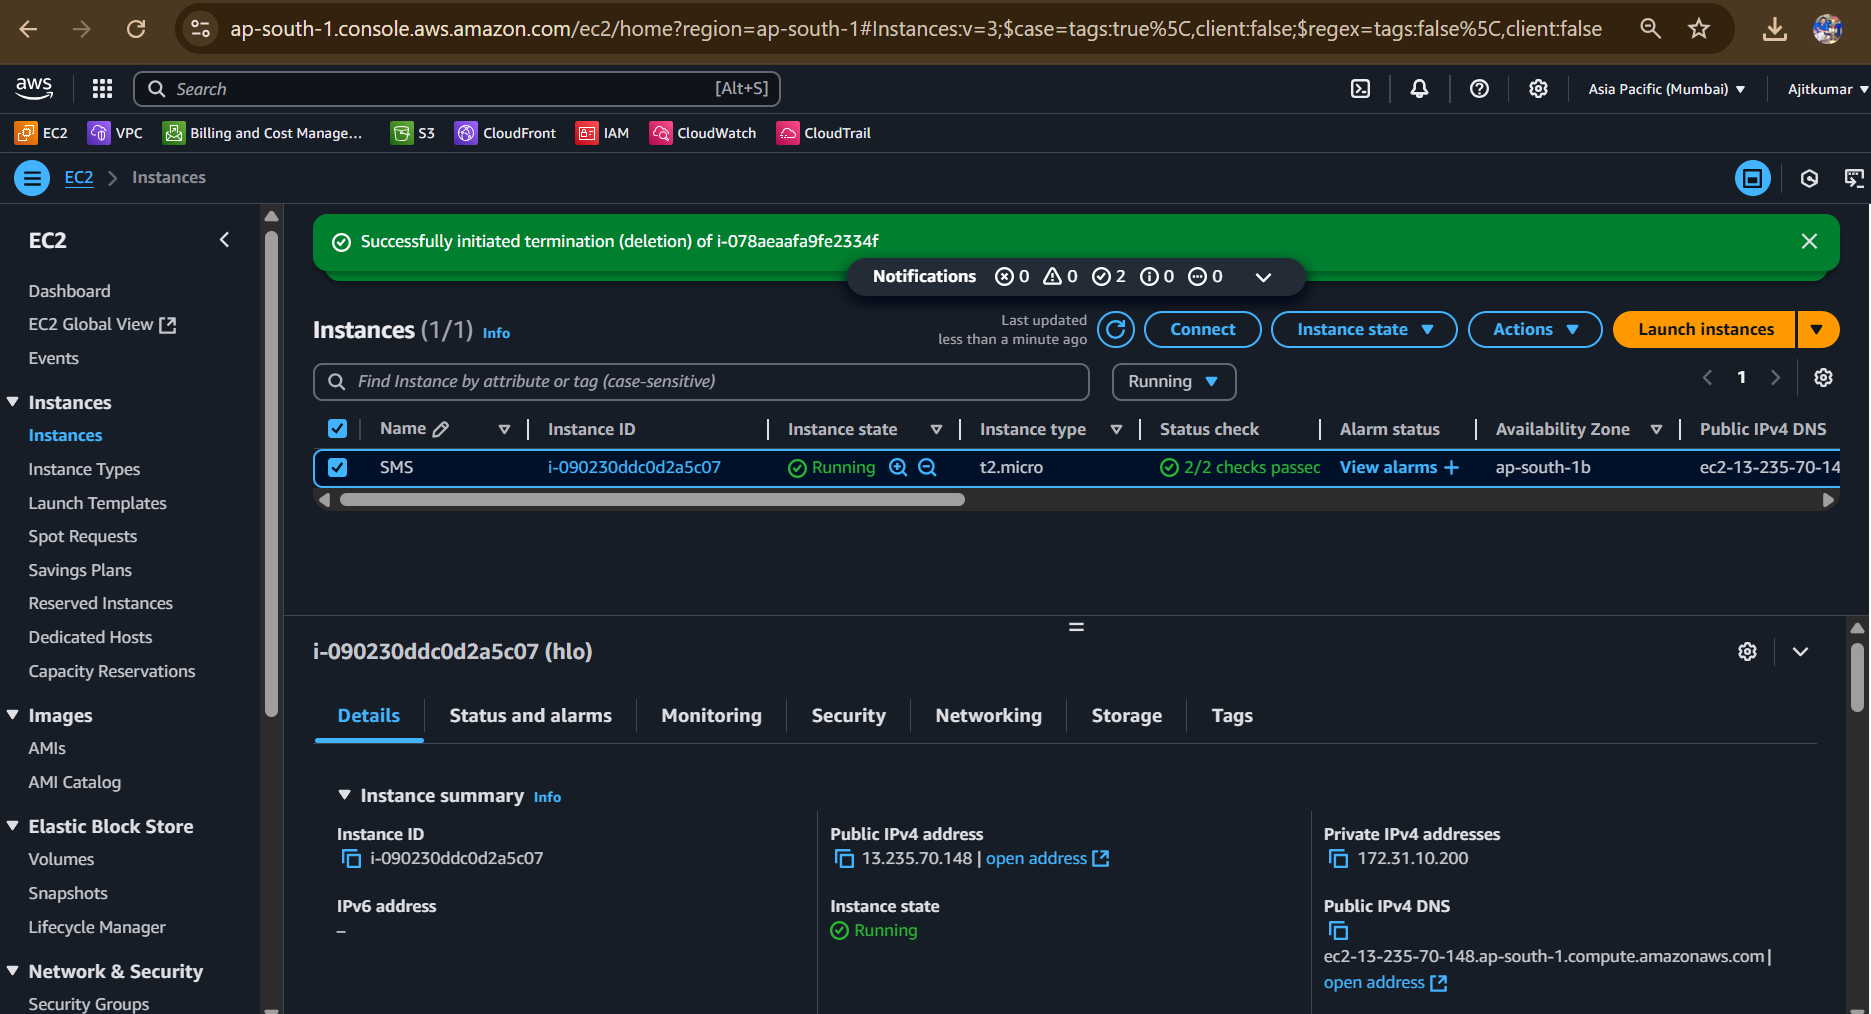 ap-south-1.console.aws.amazon.com/ec2/home?region=ap-south-1#Instances:v=3;$case=tags:true%5C,client:false;$regex=tags:false%5C,client:false
aws Search [Alt+S] Asia Pacific (Mumbai) Ajitkumar
EC2 VPC Billing and Cost Manage... S3 CloudFront IAM CloudWatch CloudTrail
EC2 Instances
EC2
Dashboard
EC2 Global View
Events
Instances
Instances
Instance Types
Launch Templates
Spot Requests
Savings Plans
Reserved Instances
Dedicated Hosts
Capacity Reservations
Images
AMIs
AMI Catalog
Elastic Block Store
Volumes
Snapshots
Lifecycle Manager
Network & Security
Security Groups
Successfully initiated termination (deletion) of i-078aeaafa9fe2334f
Notifications 0 0 2 0 0
Instances (1/1) Info
Last updated
less than a minute ago
Connect Instance state Actions Launch instances
Find Instance by attribute or tag (case-sensitive) Running 1
Name Instance ID Instance state Instance type Status check Alarm status Availability Zone Public IPv4 DNS
SMS i-090230ddc0d2a5c07 Running t2.micro 2/2 checks passec View alarms + ap-south-1b ec2-13-235-70-14
i-090230ddc0d2a5c07 (hlo)
Details Status and alarms Monitoring Security Networking Storage Tags
Instance summary Info
Instance ID
i-090230ddc0d2a5c07
IPv6 address
–
Public IPv4 address
13.235.70.148 | open address
Instance state
Running
Private IPv4 addresses
172.31.10.200
Public IPv4 DNS
ec2-13-235-70-148.ap-south-1.compute.amazonaws.com |
open address